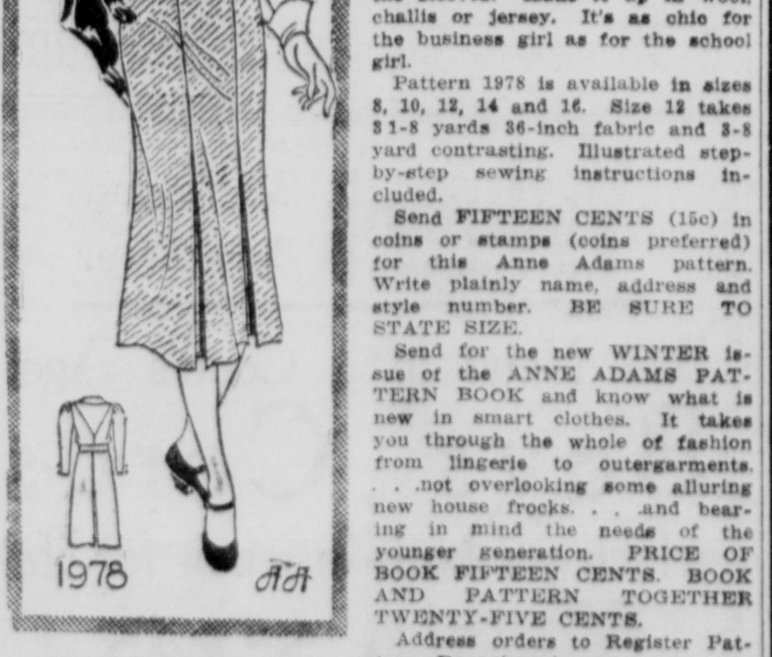 challis or jersey. It's as chic for
the business girl as for the school
girl.
Pattern 1978 is available in sizes
8, 10, 12, 14 and 16. Size 12 takes
3 1-8 yards 36-inch fabric and 3-8
yard contrasting. Illustrated step-
by-step sewing instructions in-
cluded.
Send FIFTEEN CENTS (15c) in
coins or stamps (coins preferred)
for this Anne Adams pattern.
Write plainly name, address and
style number. BE SURE TO
STATE SIZE.
Send for the new WINTER is-
sue of the ANNE ADAMS PAT-
TERN BOOK and know what is
new in smart clothes. It takes
you through the whole of fashion
from lingerie to outergarments.
. . .not overlooking some alluring
new house frocks. . . .and bear-
ing in mind the needs of the
younger generation. PRICE OF
BOOK FIFTEEN CENTS. BOOK
AND PATTERN TOGETHER
TWENTY-FIVE CENTS.
Address orders to Register Pat-
1978
AA